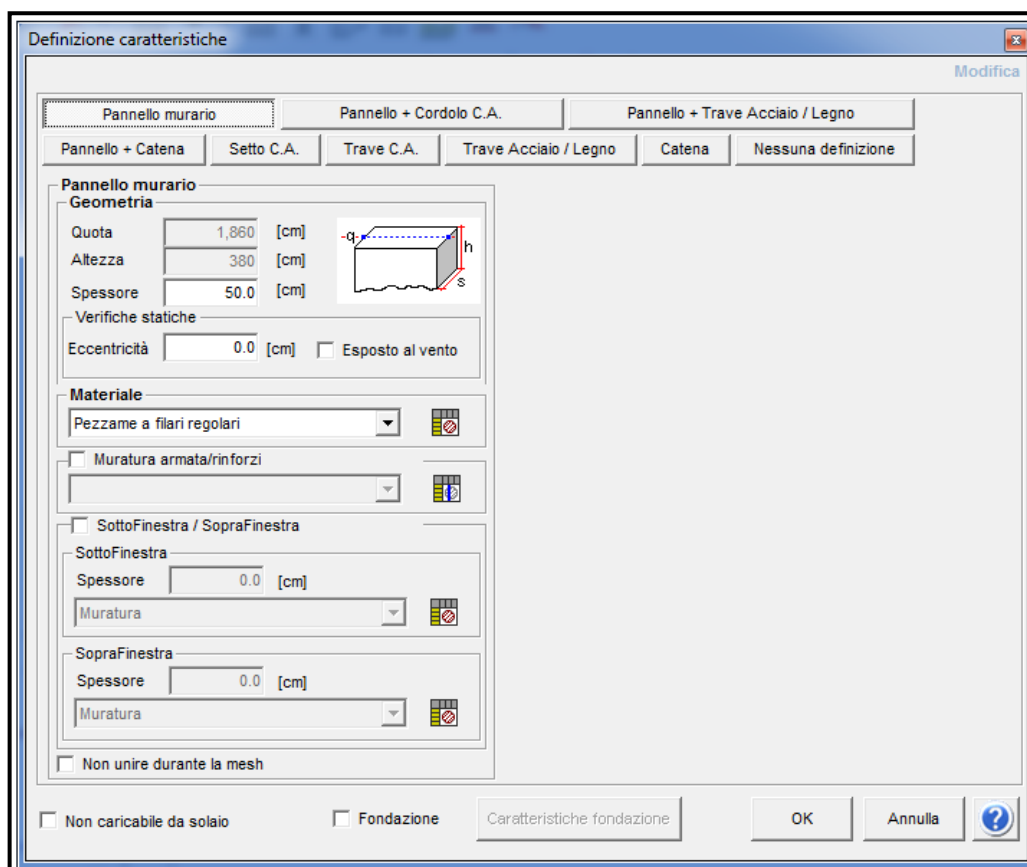 Definizione caratteristiche
Modifica
Pannello murario
Pannello + Cordolo C.A.
Pannello + Trave Acciaio / Legno
Pannello + Catena
Setto C.A.
Trave C.A.
Trave Acciaio / Legno
Catena
Nessuna definizione
Pannello murario
Geometria
Quota 1,860 [cm]
Altezza 380 [cm]
Spessore 50.0 [cm]
q
h
s
Verifiche statiche
Eccentricità 0.0 [cm] Esposto al vento
Materiale
Pezzame a filari regolari
Muratura armata/rinforzi
SottoFinestra / SopraFinestra
SottoFinestra
Spessore 0.0 [cm]
Muratura
SopraFinestra
Spessore 0.0 [cm]
Muratura
Non unire durante la mesh
Non caricabile da solaio
Fondazione
Caratteristiche fondazione
OK
Annulla
?